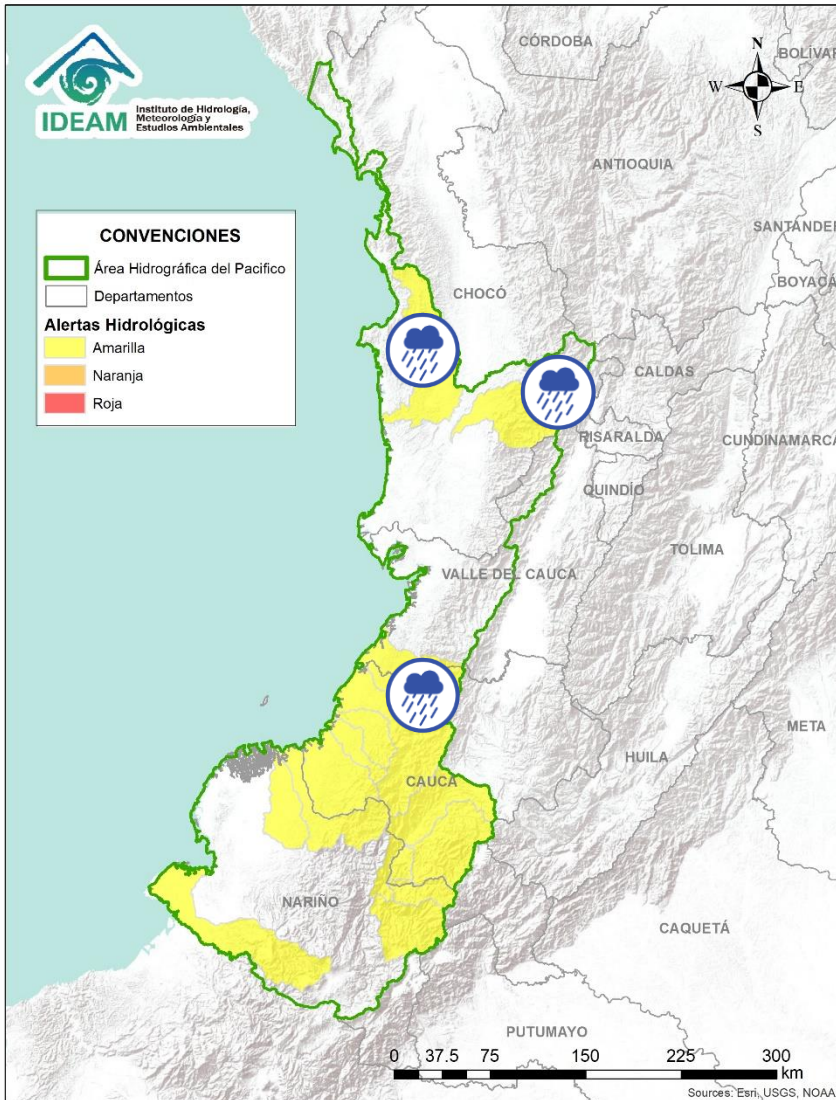 IDEAM
Instituto de Hidrología,
Meteorología y
Estudios Ambientales
CÓRDOBA
BOLÍVAR
N
W
E
S
ANTIOQUIA
SANTANDER
BOYACÁ
CONVENCIONES
Área Hidrográfica del Pacifico
Departamentos
Alertas Hidrológicas
Amarilla
Naranja
Roja
CHOCÓ
CALDAS
RISARALDA
CUNDINAMARCA
QUINDÍO
TOLIMA
VALLE DEL CAUCA
META
HUILA
CAUCA
NARIÑO
CAQUETÁ
PUTUMAYO
0 37.5 75 150 225 300
km
Sources: Esri, USGS, NOAA